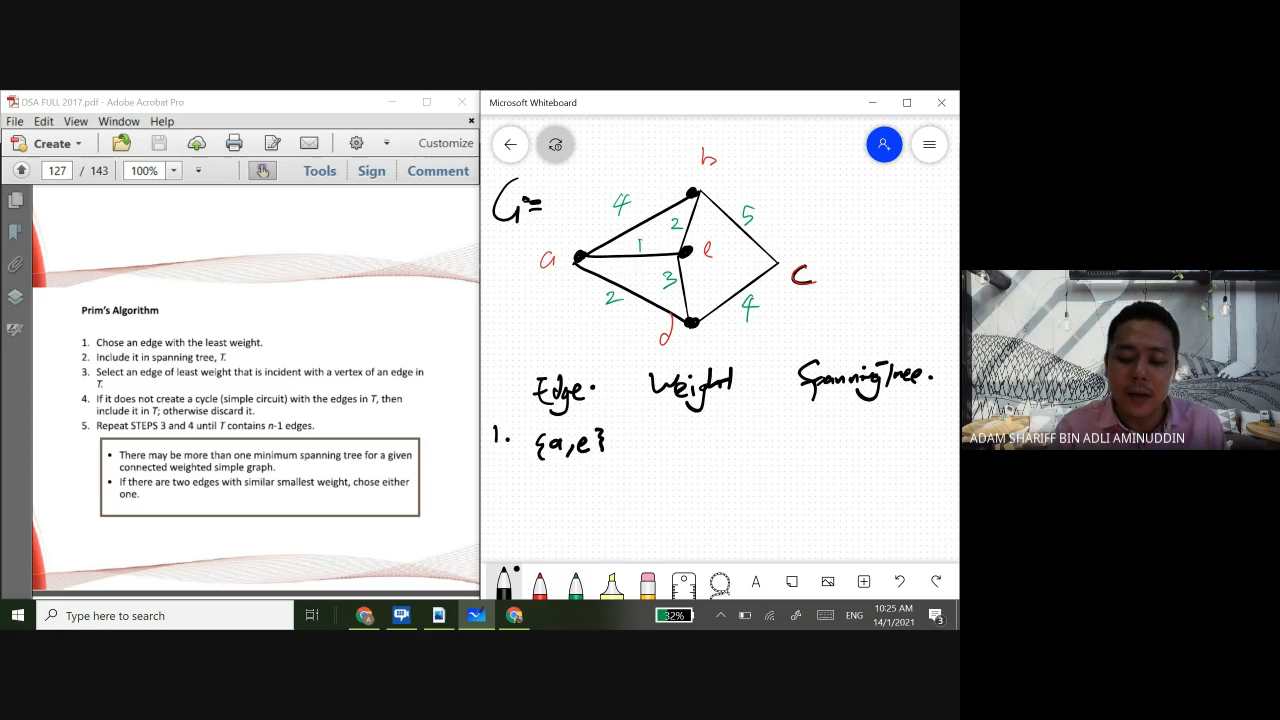 DSA FULL 2017.pdf - Adobe Acrobat Pro
File Edit View Window Help
Create Customize
127 / 143 100% Tools Sign Comment
Prim's Algorithm
1. Chose an edge with the least weight.
2. Include it in spanning tree, T.
3. Select an edge of least weight that is incident with a vertex of an edge in
T.
4. If it does not create a cycle (simple circuit) with the edges in T, then
include it in T; otherwise discard it.
5. Repeat STEPS 3 and 4 until T contains n-1 edges.
• There may be more than one minimum spanning tree for a given
connected weighted simple graph.
• If there are two edges with similar smallest weight, chose either
one.
Microsoft Whiteboard
b
G=
4
2
5
a
1
e
3
c
2
4
d
Edge. Weight Spanning Tree.
1. {a,e}
ADAM SHARIFF BIN ADLI AMINUDDIN
Type here to search
32%
ENG
10:25 AM
14/1/2021
3